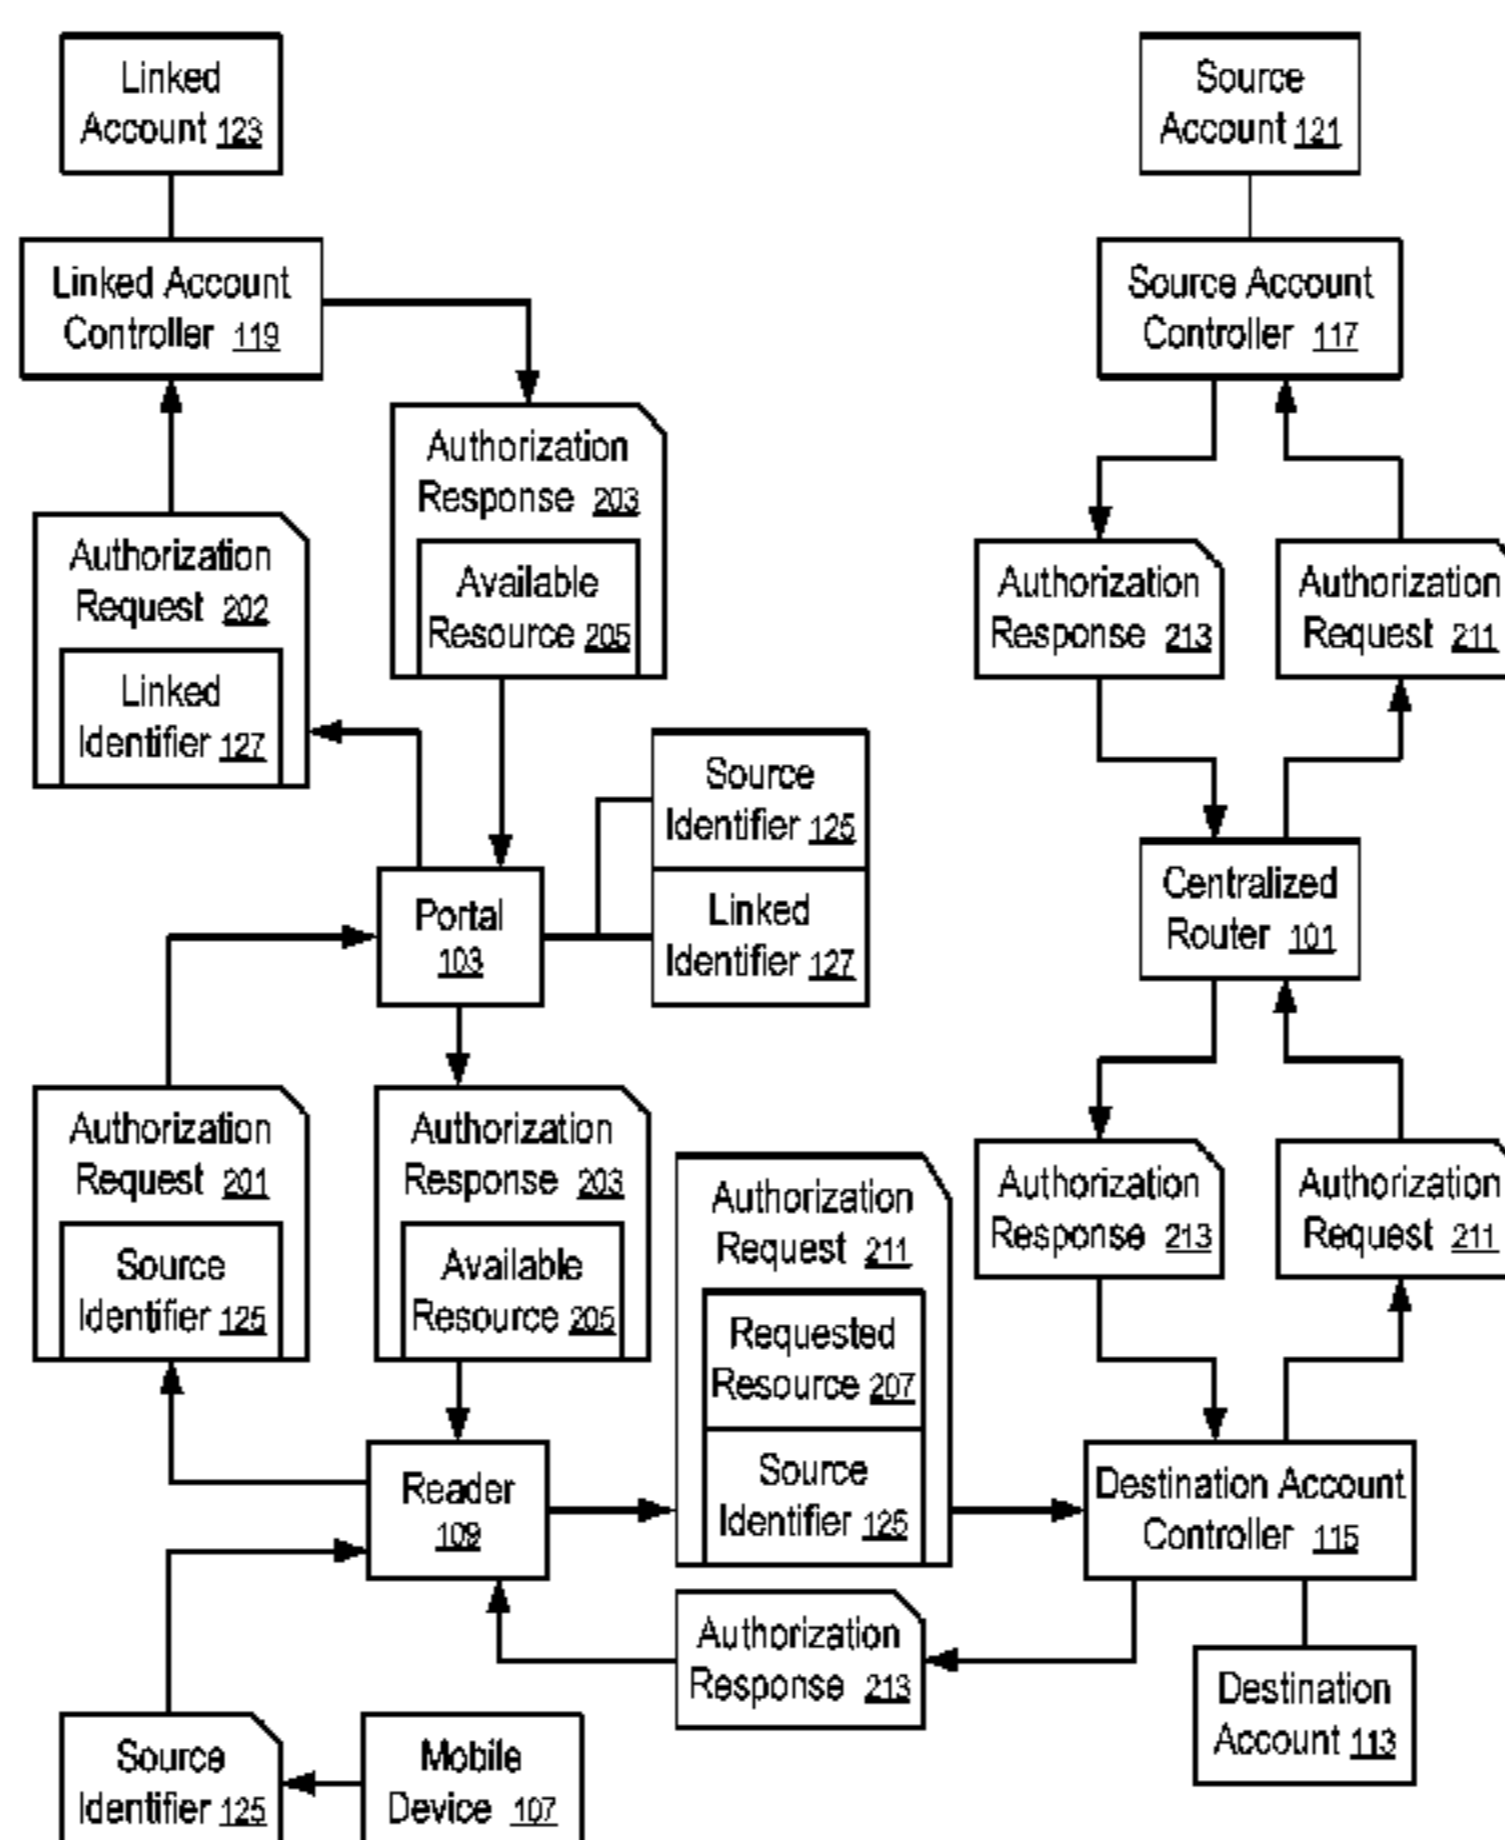 Linked
Account 123
Source
Account 121
Linked Account
Controller 119
Source Account
Controller 117
Authorization
Response 203
Available
Resource 205
Authorization
Request 202
Linked
Identifier 127
Authorization
Response 213
Authorization
Request 211
Source
Identifier 125
Linked
Identifier 127
Portal
103
Centralized
Router 101
Authorization
Request 201
Source
Identifier 125
Authorization
Response 203
Available
Resource 205
Authorization
Request 211
Requested
Resource 207
Source
Identifier 125
Authorization
Response 213
Authorization
Request 211
Reader
109
Destination Account
Controller 115
Authorization
Response 213
Destination
Account 113
Source
Identifier 125
Mobile
Device 107